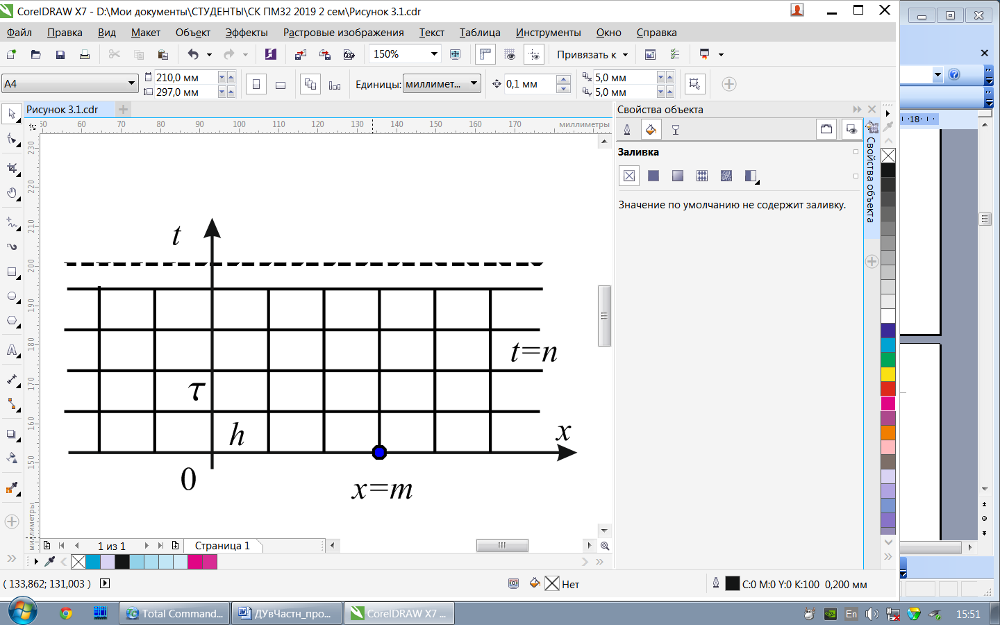 CorelDRAW X7 - D:\Мои документы\СТУДЕНТЫ\СК ПМ32 2019 2 сем\Рисунок 3.1.cdr
Файл Правка Вид Макет Объект Эффекты Растровые изображения Текст Таблица Инструменты Окно Справка
150% Привязать к
A4 210,0 мм 297,0 мм Единицы: миллимет... 0,1 мм 5,0 мм 5,0 мм
Рисунок 3.1.cdr
Свойства объекта
60 70 80 90 100 110 120 130 140 150 160 170 миллиметры
18
Заливка
Значение по умолчанию не содержит заливку.
Свойства объекта
230
220
210
200
190
180
170
160
150
миллиметры
t
t=n
τ
h
x
0
x=m
1 из 1 Страница 1
( 133,862; 131,003 ) Нет C:0 M:0 Y:0 K:100 0,200 мм
Total Command... ДУвЧастн_про... CorelDRAW X7 ... En 15:51